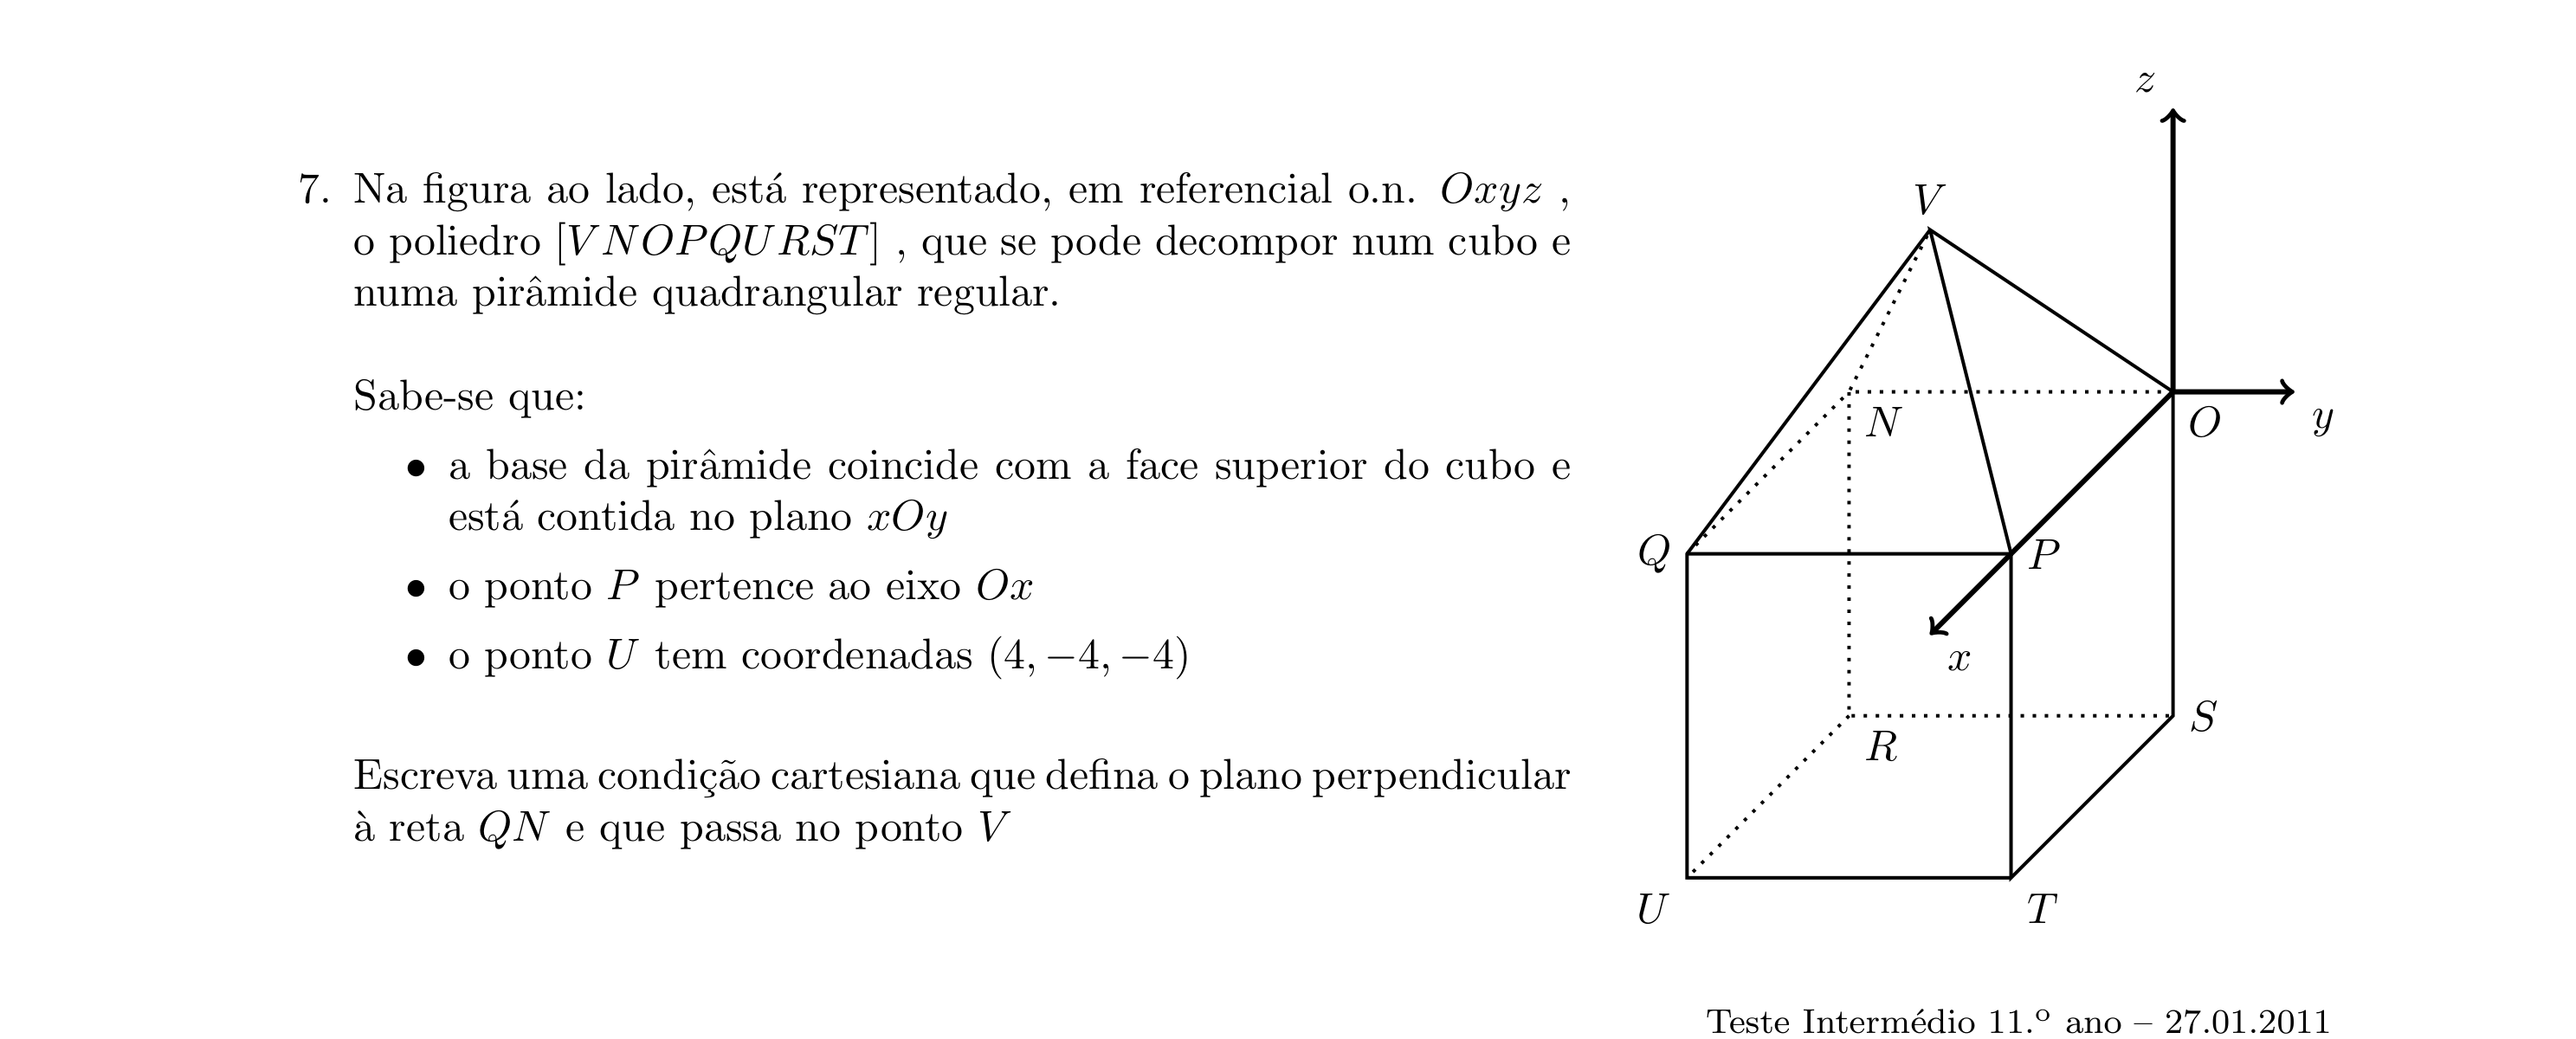 7. Na figura ao lado, está representado, em referencial o.n. Oxyz ,
o poliedro [VNOPQURST] , que se pode decompor num cubo e
numa pirâmide quadrangular regular.
Sabe-se que:
• a base da pirâmide coincide com a face superior do cubo e
está contida no plano xOy
• o ponto P pertence ao eixo Ox
• o ponto U tem coordenadas (4, −4, −4)
Escreva uma condição cartesiana que defina o plano perpendicular
à reta QN e que passa no ponto V
z
V
N
O
y
Q
P
x
R
S
U
T
Teste Intermédio 11.º ano – 27.01.2011